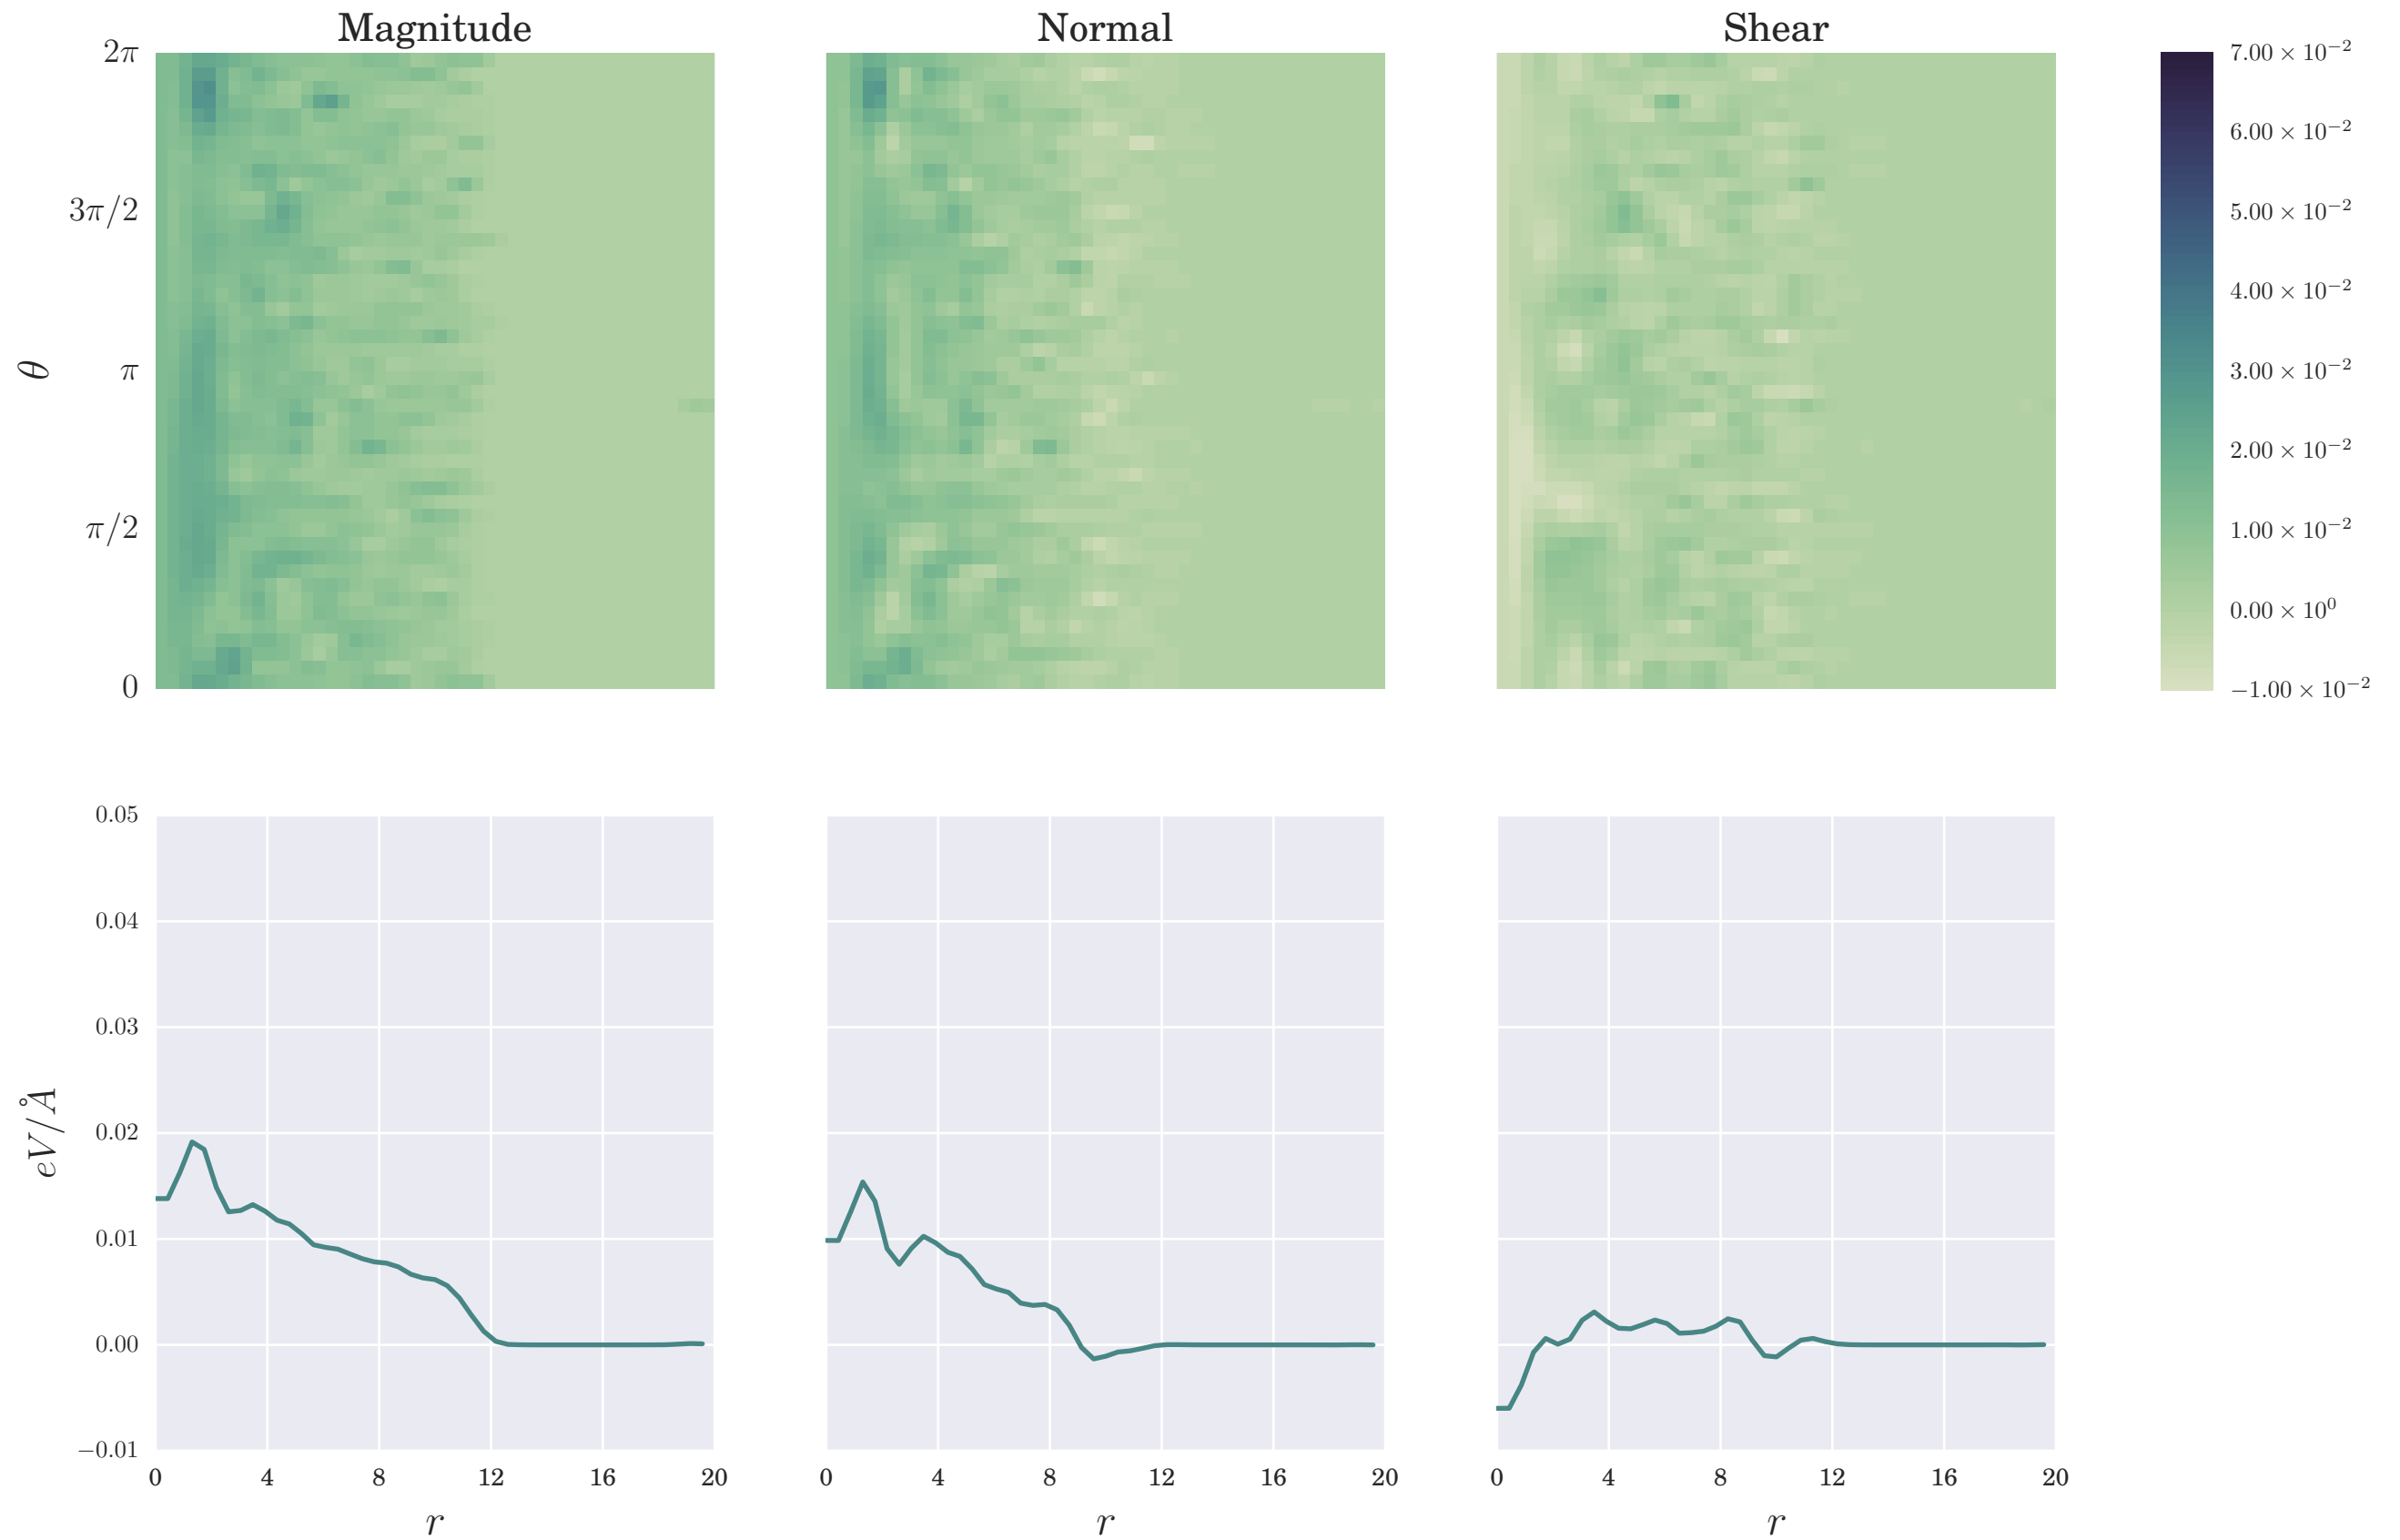 Magnitude
Normal
Shear
2π
3π/2
π
π/2
0
θ
7.00 × 10⁻²
6.00 × 10⁻²
5.00 × 10⁻²
4.00 × 10⁻²
3.00 × 10⁻²
2.00 × 10⁻²
1.00 × 10⁻²
0.00 × 10⁰
−1.00 × 10⁻²
0.05
0.04
0.03
0.02
0.01
0.00
−0.01
eV/Å
0 4 8 12 16 20
0 4 8 12 16 20
0 4 8 12 16 20
r
r
r